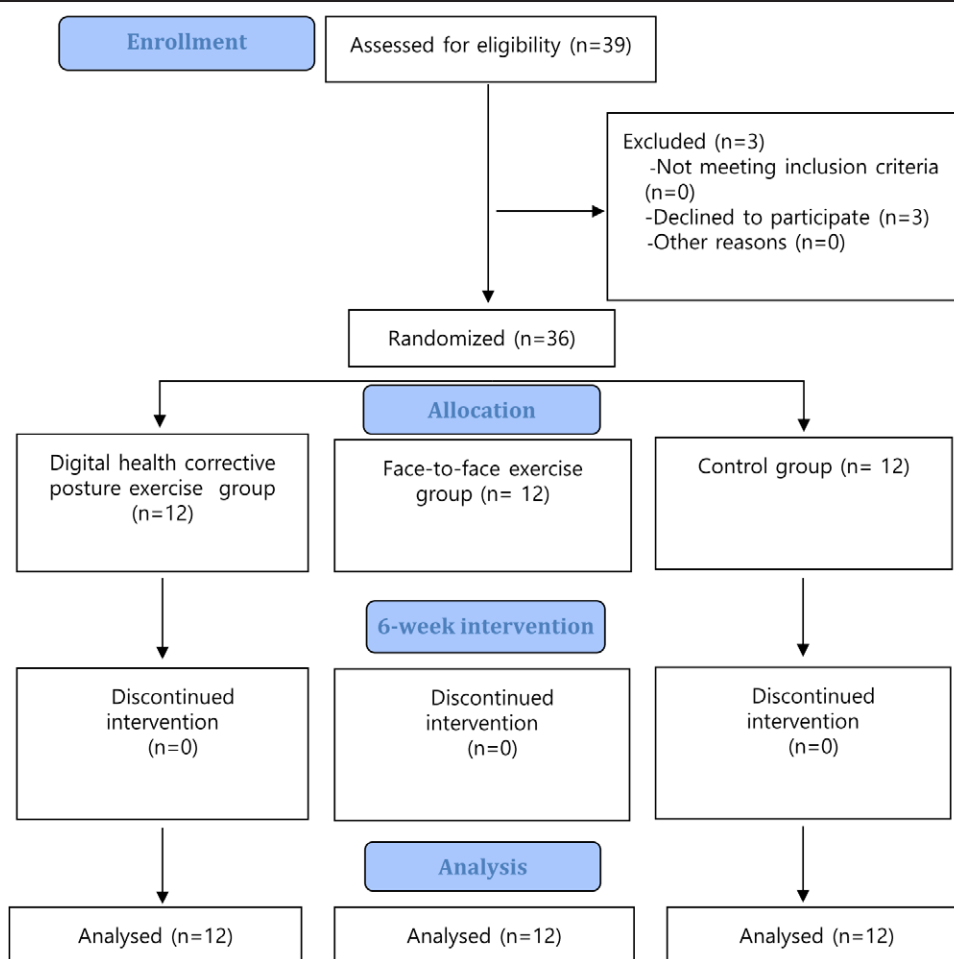 Enrollment
Assessed for eligibility (n=39)
Excluded (n=3)
-Not meeting inclusion criteria
(n=0)
-Declined to participate (n=3)
-Other reasons (n=0)
Randomized (n=36)
Allocation
Digital health corrective
posture exercise group
(n=12)
Face-to-face exercise
group (n= 12)
Control group (n= 12)
6-week intervention
Discontinued
intervention
(n=0)
Discontinued
intervention
(n=0)
Discontinued
intervention
(n=0)
Analysis
Analysed (n=12)
Analysed (n=12)
Analysed (n=12)